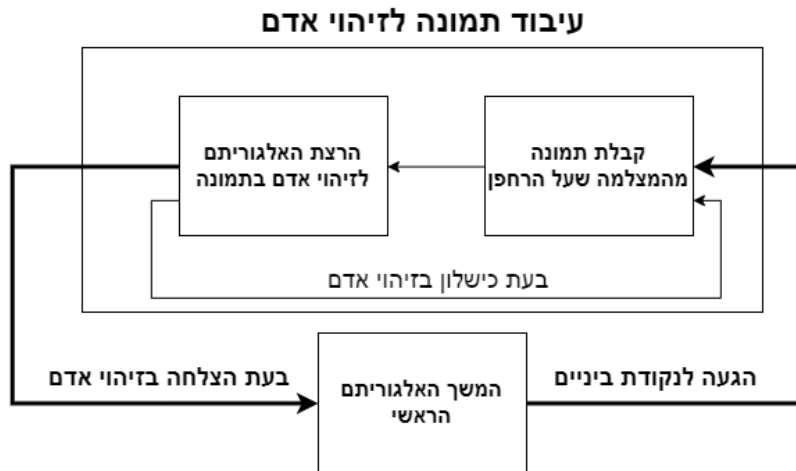 עיבוד תמונה לזיהוי אדם
קבלת תמונה
מהמצלמה שעל הרחפן
הרצת האלגוריתם
לזיהוי אדם בתמונה
בעת כישלון בזיהוי אדם
הגעה לנקודת ביניים
המשך האלגוריתם
הראשי
בעת הצלחה בזיהוי אדם